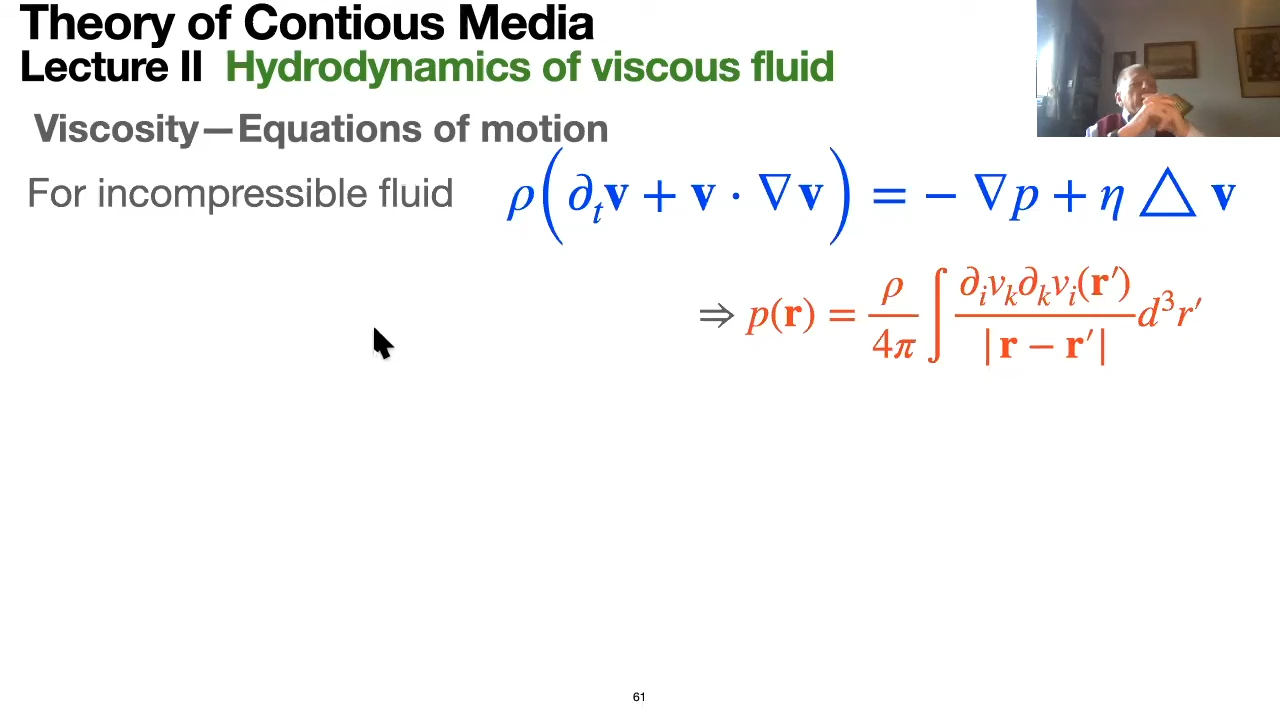 Theory of Contious Media
Lecture II Hydrodynamics of viscous fluid
Viscosity—Equations of motion
For incompressible fluid ρ(∂ₜv + v · ∇v) = − ∇p + η △ v
⇒ p(r) = ρ/4π ∫ ∂ᵢvₖ∂ₖvᵢ(r′)/|r − r′| d³r′
61